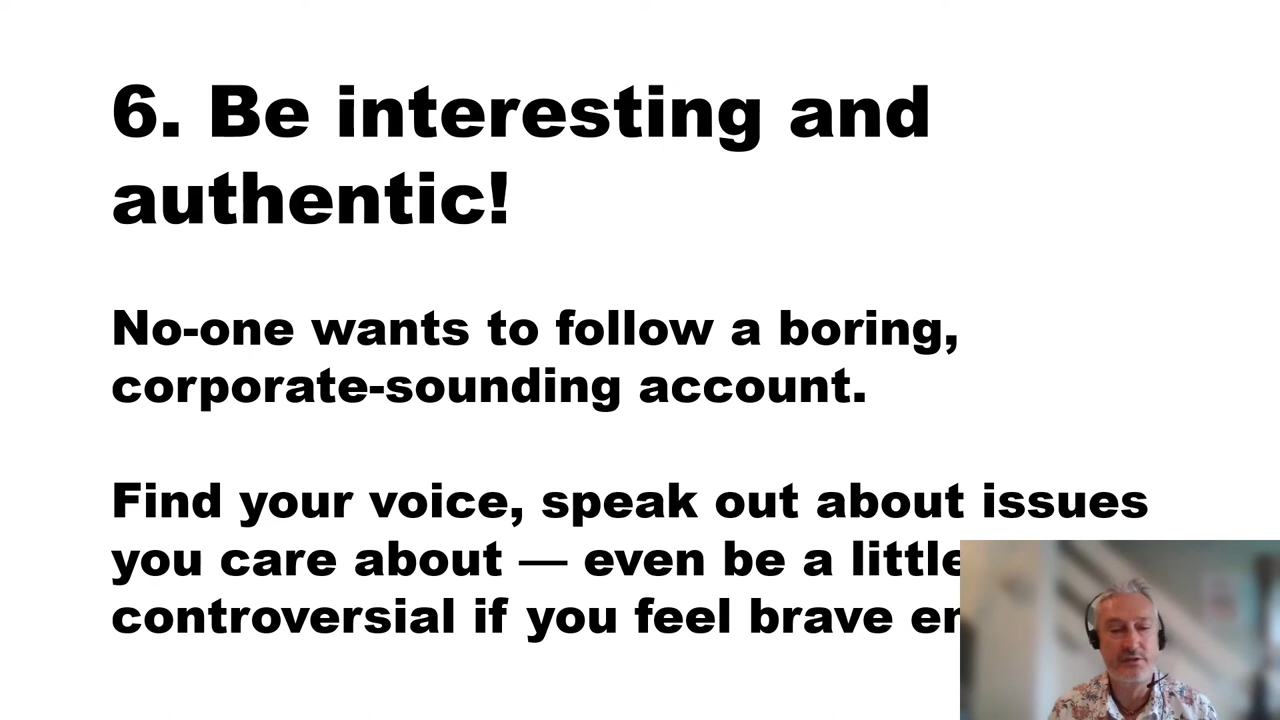 6. Be interesting and
authentic!
No-one wants to follow a boring,
corporate-sounding account.
Find your voice, speak out about issues
you care about — even be a little
controversial if you feel brave